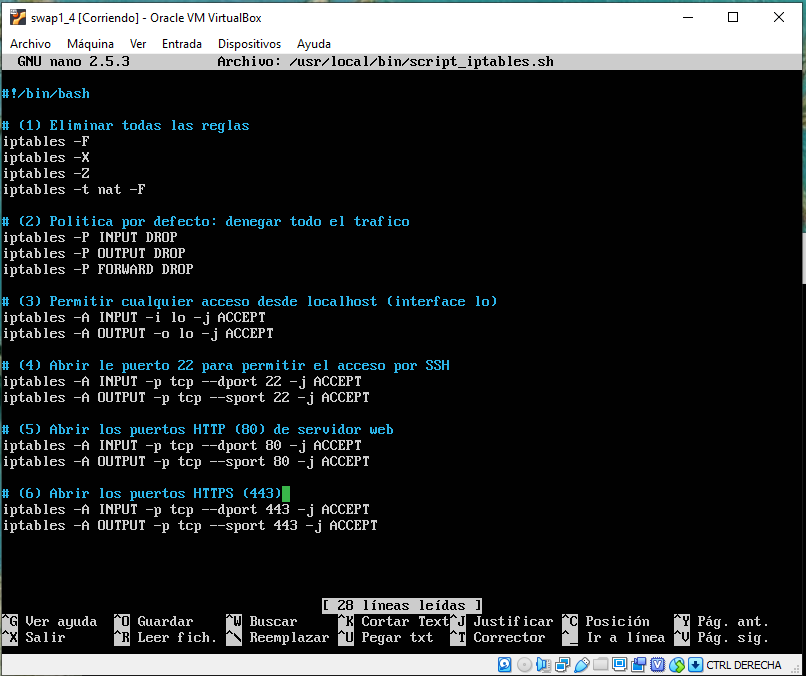 swap1_4 [Corriendo] - Oracle VM VirtualBox
Archivo Máquina Ver Entrada Dispositivos Ayuda
GNU nano 2.5.3 Archivo: /usr/local/bin/script_iptables.sh
#!/bin/bash
# (1) Eliminar todas las reglas
iptables -F
iptables -X
iptables -Z
iptables -t nat -F
# (2) Politica por defecto: denegar todo el trafico
iptables -P INPUT DROP
iptables -P OUTPUT DROP
iptables -P FORWARD DROP
# (3) Permitir cualquier acceso desde localhost (interface lo)
iptables -A INPUT -i lo -j ACCEPT
iptables -A OUTPUT -o lo -j ACCEPT
# (4) Abrir le puerto 22 para permitir el acceso por SSH
iptables -A INPUT -p tcp --dport 22 -j ACCEPT
iptables -A OUTPUT -p tcp --sport 22 -j ACCEPT
# (5) Abrir los puertos HTTP (80) de servidor web
iptables -A INPUT -p tcp --dport 80 -j ACCEPT
iptables -A OUTPUT -p tcp --sport 80 -j ACCEPT
# (6) Abrir los puertos HTTPS (443)
iptables -A INPUT -p tcp --dport 443 -j ACCEPT
iptables -A OUTPUT -p tcp --sport 443 -j ACCEPT
[ 28 líneas leídas ]
^G Ver ayuda ^O Guardar ^W Buscar ^K Cortar Text ^J Justificar ^C Posición ^Y Pág. ant.
^X Salir ^R Leer fich. ^\ Reemplazar ^U Pegar txt ^T Corrector ^_ Ir a línea ^V Pág. sig.
CTRL DERECHA